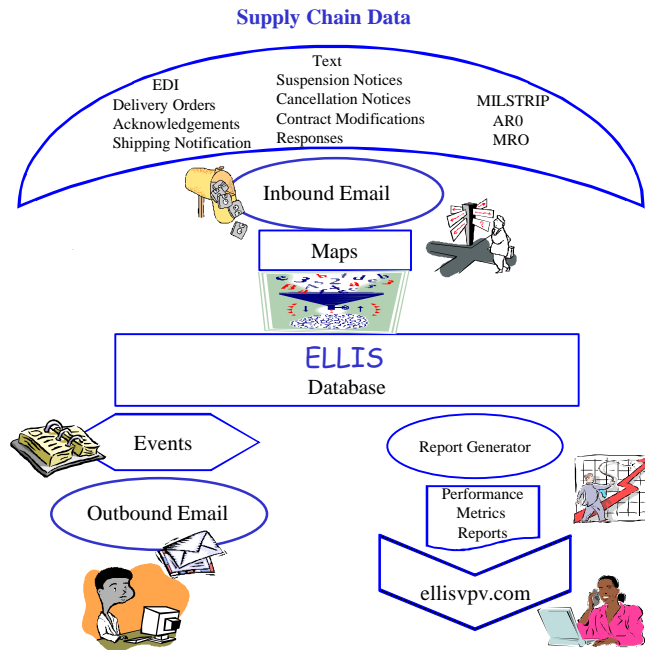 Supply Chain Data
EDI
Delivery Orders
Acknowledgements
Shipping Notification
Text
Suspension Notices
Cancellation Notices
Contract Modifications
Responses
MILSTRIP
AR0
MRO
Inbound Email
Maps
ELLIS
Database
Events
Outbound Email
Report Generator
Performance
Metrics
Reports
ellisvpv.com